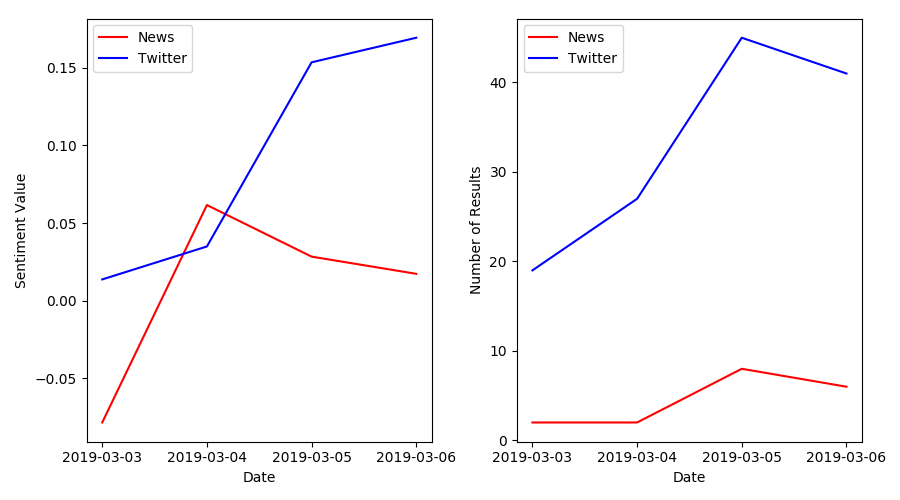 News
Twitter
0.15
0.10
0.05
0.00
−0.05
Sentiment Value
2019-03-03 2019-03-04 2019-03-05 2019-03-06
Date
News
Twitter
40
30
20
10
0
Number of Results
2019-03-03 2019-03-04 2019-03-05 2019-03-06
Date